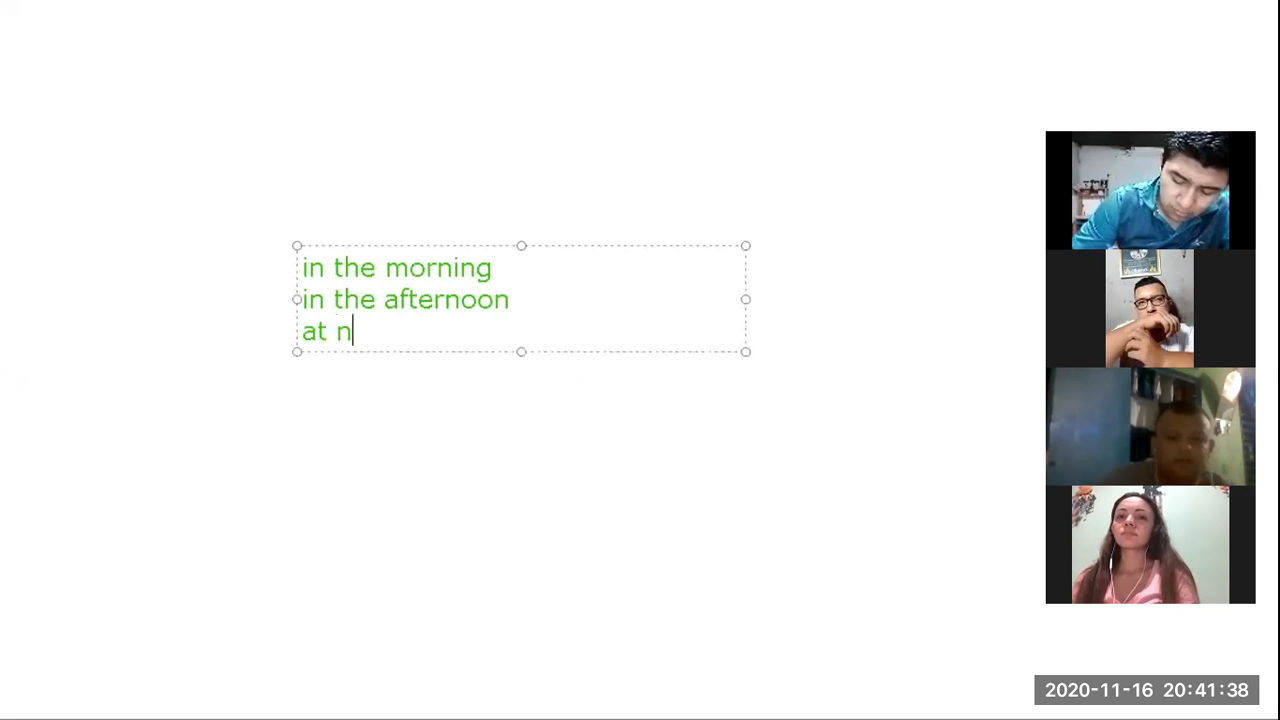 in the morning
in the afternoon
at n
2020-11-16 20:41:38